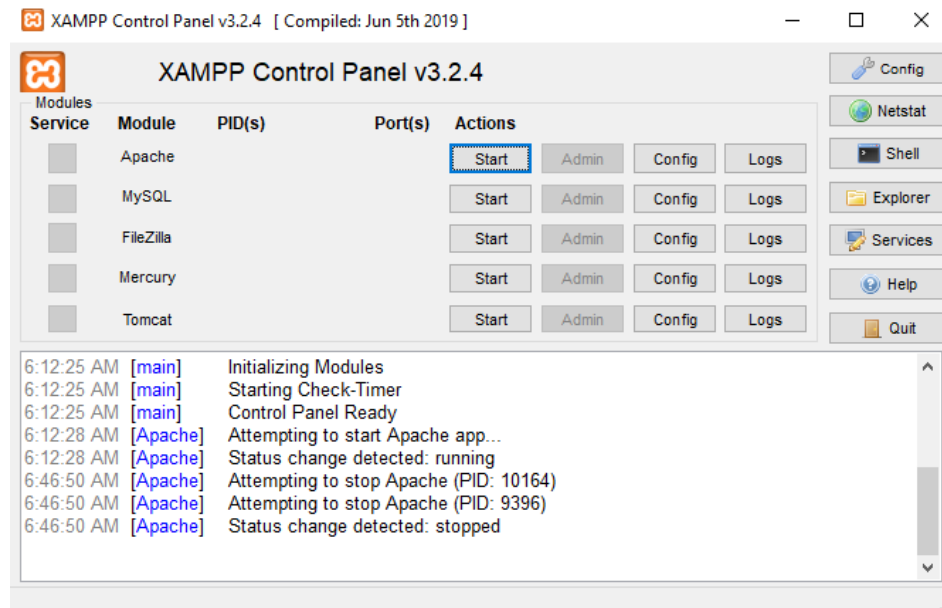 XAMPP Control Panel v3.2.4 [ Compiled: Jun 5th 2019 ]
XAMPP Control Panel v3.2.4
Config
Modules
Netstat
Service Module PID(s) Port(s) Actions
Apache Start Admin Config Logs
Shell
MySQL Start Admin Config Logs
Explorer
FileZilla Start Admin Config Logs
Services
Mercury Start Admin Config Logs
Help
Tomcat Start Admin Config Logs
Quit
6:12:25 AM [main] Initializing Modules
6:12:25 AM [main] Starting Check-Timer
6:12:25 AM [main] Control Panel Ready
6:12:28 AM [Apache] Attempting to start Apache app...
6:12:28 AM [Apache] Status change detected: running
6:46:50 AM [Apache] Attempting to stop Apache (PID: 10164)
6:46:50 AM [Apache] Attempting to stop Apache (PID: 9396)
6:46:50 AM [Apache] Status change detected: stopped